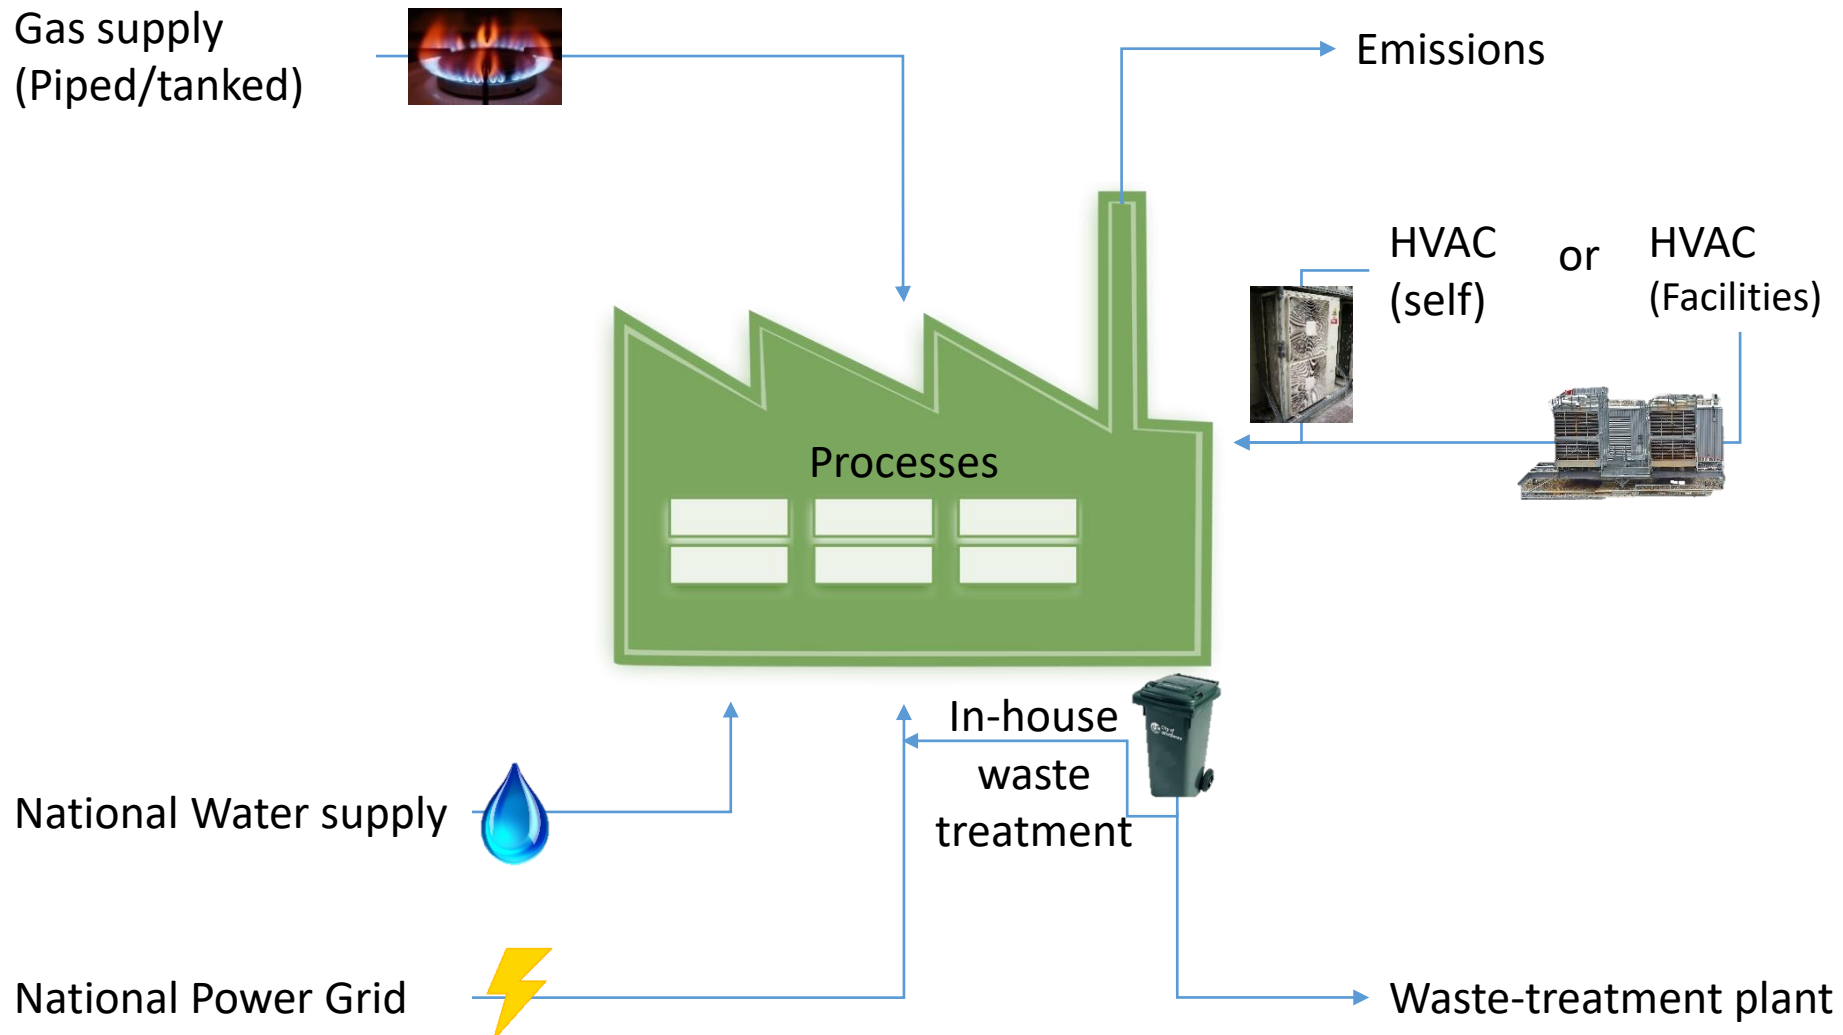 Gas supply
(Piped/tanked)
Emissions
HVAC
(self)
or
HVAC
(Facilities)
Processes
In-house
waste
treatment
National Water supply
National Power Grid
Waste-treatment plant